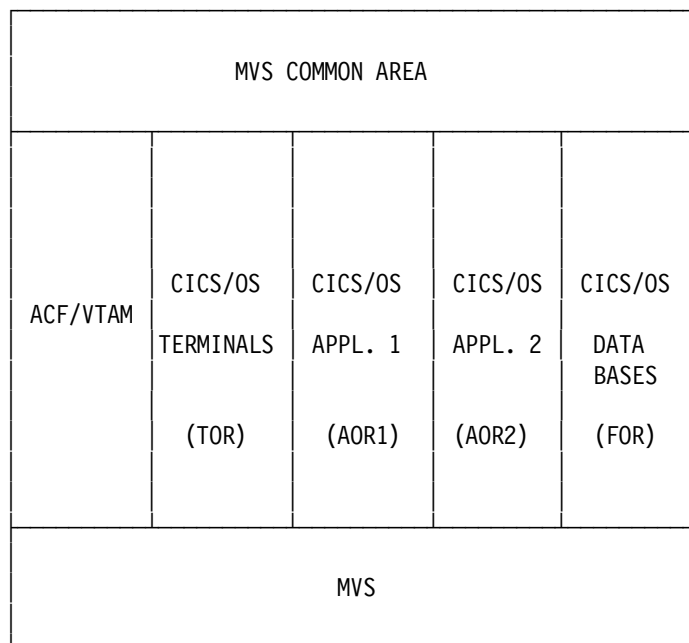 MVS COMMON AREA
CICS/OS CICS/OS CICS/OS CICS/OS
ACF/VTAM
TERMINALS APPL. 1 APPL. 2 DATA
BASES
(TOR) (AOR1) (AOR2) (FOR)
MVS